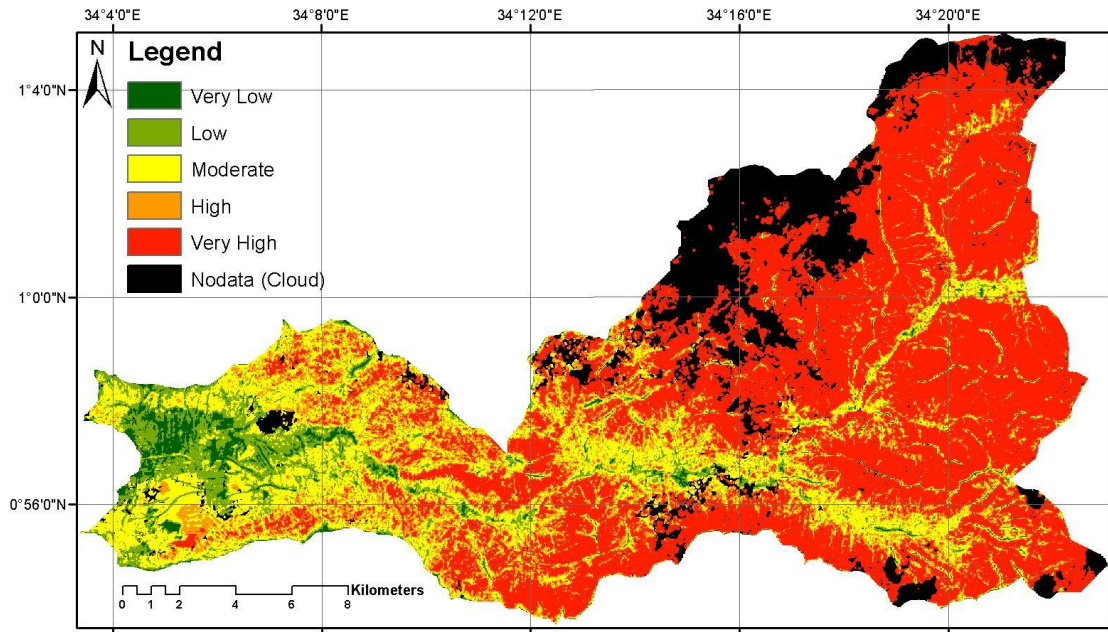 34°4'0"E 34°8'0"E 34°12'0"E 34°16'0"E 34°20'0"E
N Legend
Very Low
1°4'0"N
Low
Moderate
High
Very High
Nodata (Cloud)
1°0'0"N
0°56'0"N
Kilometers
0 1 2 4 6 8